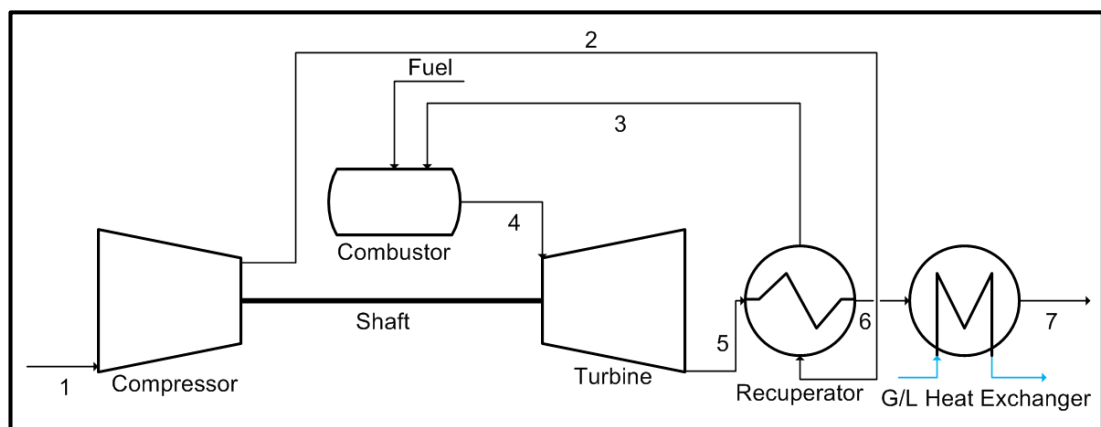 2
Fuel
3
Combustor
4
Shaft
1
Compressor
Turbine
5
Recuperator
6
7
G/L Heat Exchanger